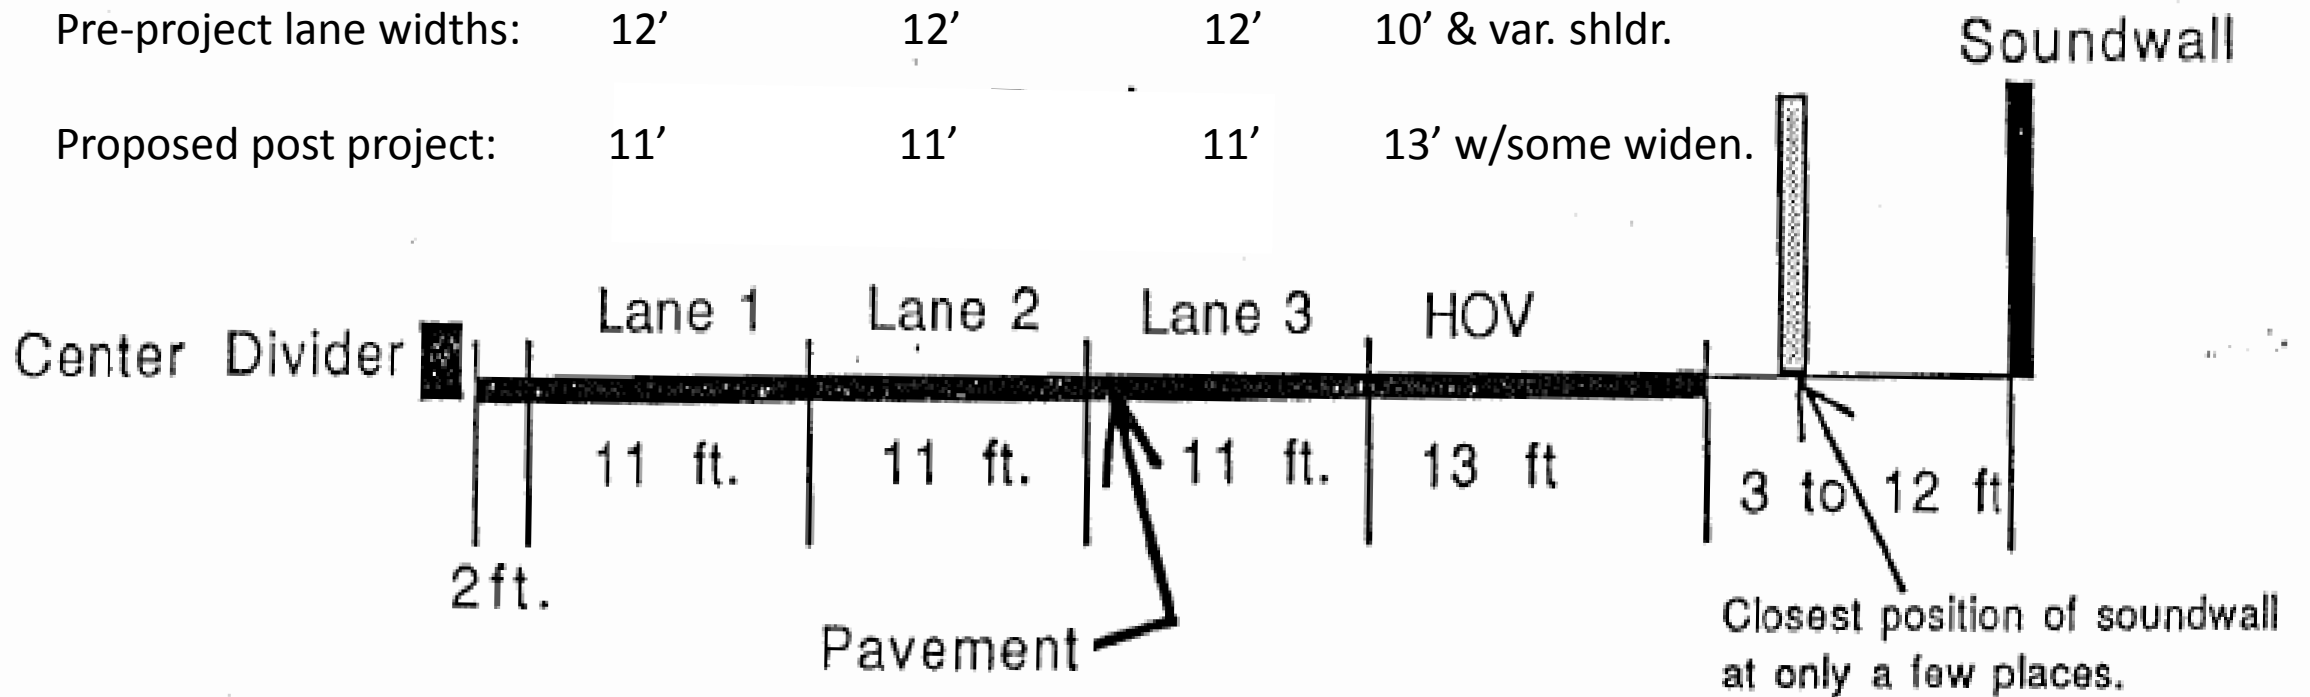 Pre-project lane widths: 12’ 12’ 12’ 10’ & var. shldr.
Soundwall
Proposed post project: 11’ 11’ 11’ 13’ w/some widen.
Lane 1 Lane 2 Lane 3 HOV
Center Divider
11 ft. 11 ft. 11 ft. 13 ft
3 to 12 ft
2ft.
Closest position of soundwall
at only a few places.
Pavement